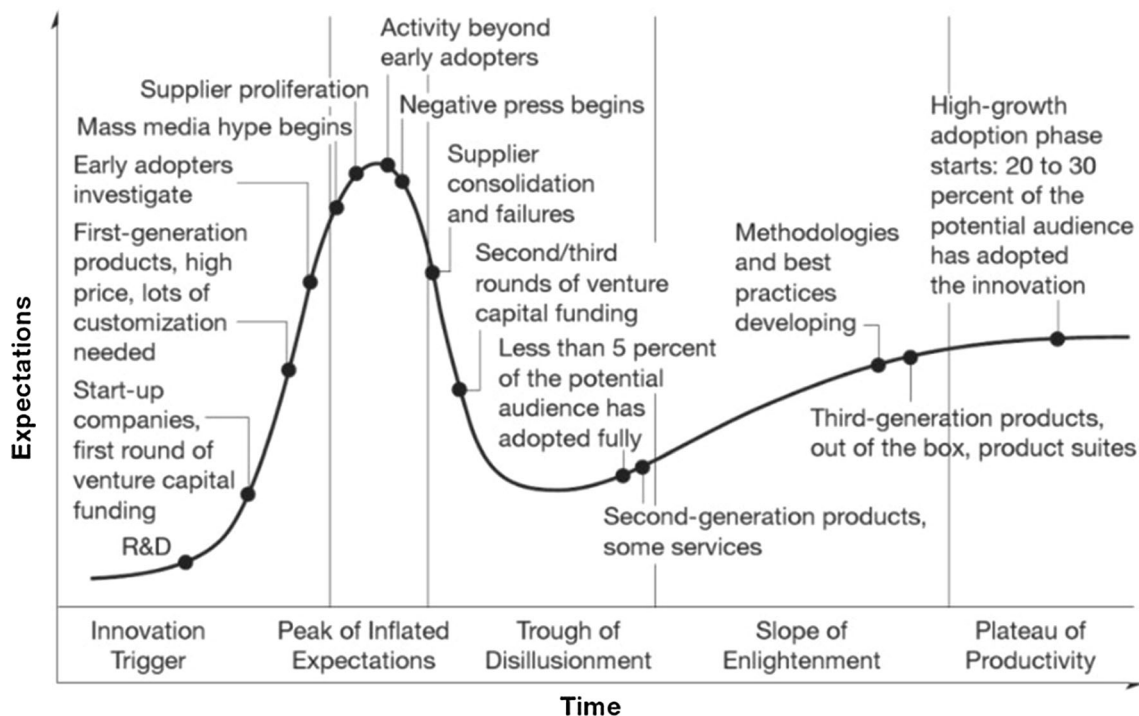 Activity beyond
early adopters
Supplier proliferation
Negative press begins
Mass media hype begins
High-growth
adoption phase
starts: 20 to 30
percent of the
potential audience
has adopted
the innovation
Early adopters
investigate
Supplier
consolidation
and failures
First-generation
products, high
price, lots of
customization
needed
Second/third
rounds of venture
capital funding
Methodologies
and best
practices
developing
Less than 5 percent
of the potential
audience has
adopted fully
Start-up
companies,
first round of
venture capital
funding
Third-generation products,
out of the box, product suites
R&D
Second-generation products,
some services
Expectations
Innovation
Trigger
Peak of Inflated
Expectations
Trough of
Disillusionment
Slope of
Enlightenment
Plateau of
Productivity
Time